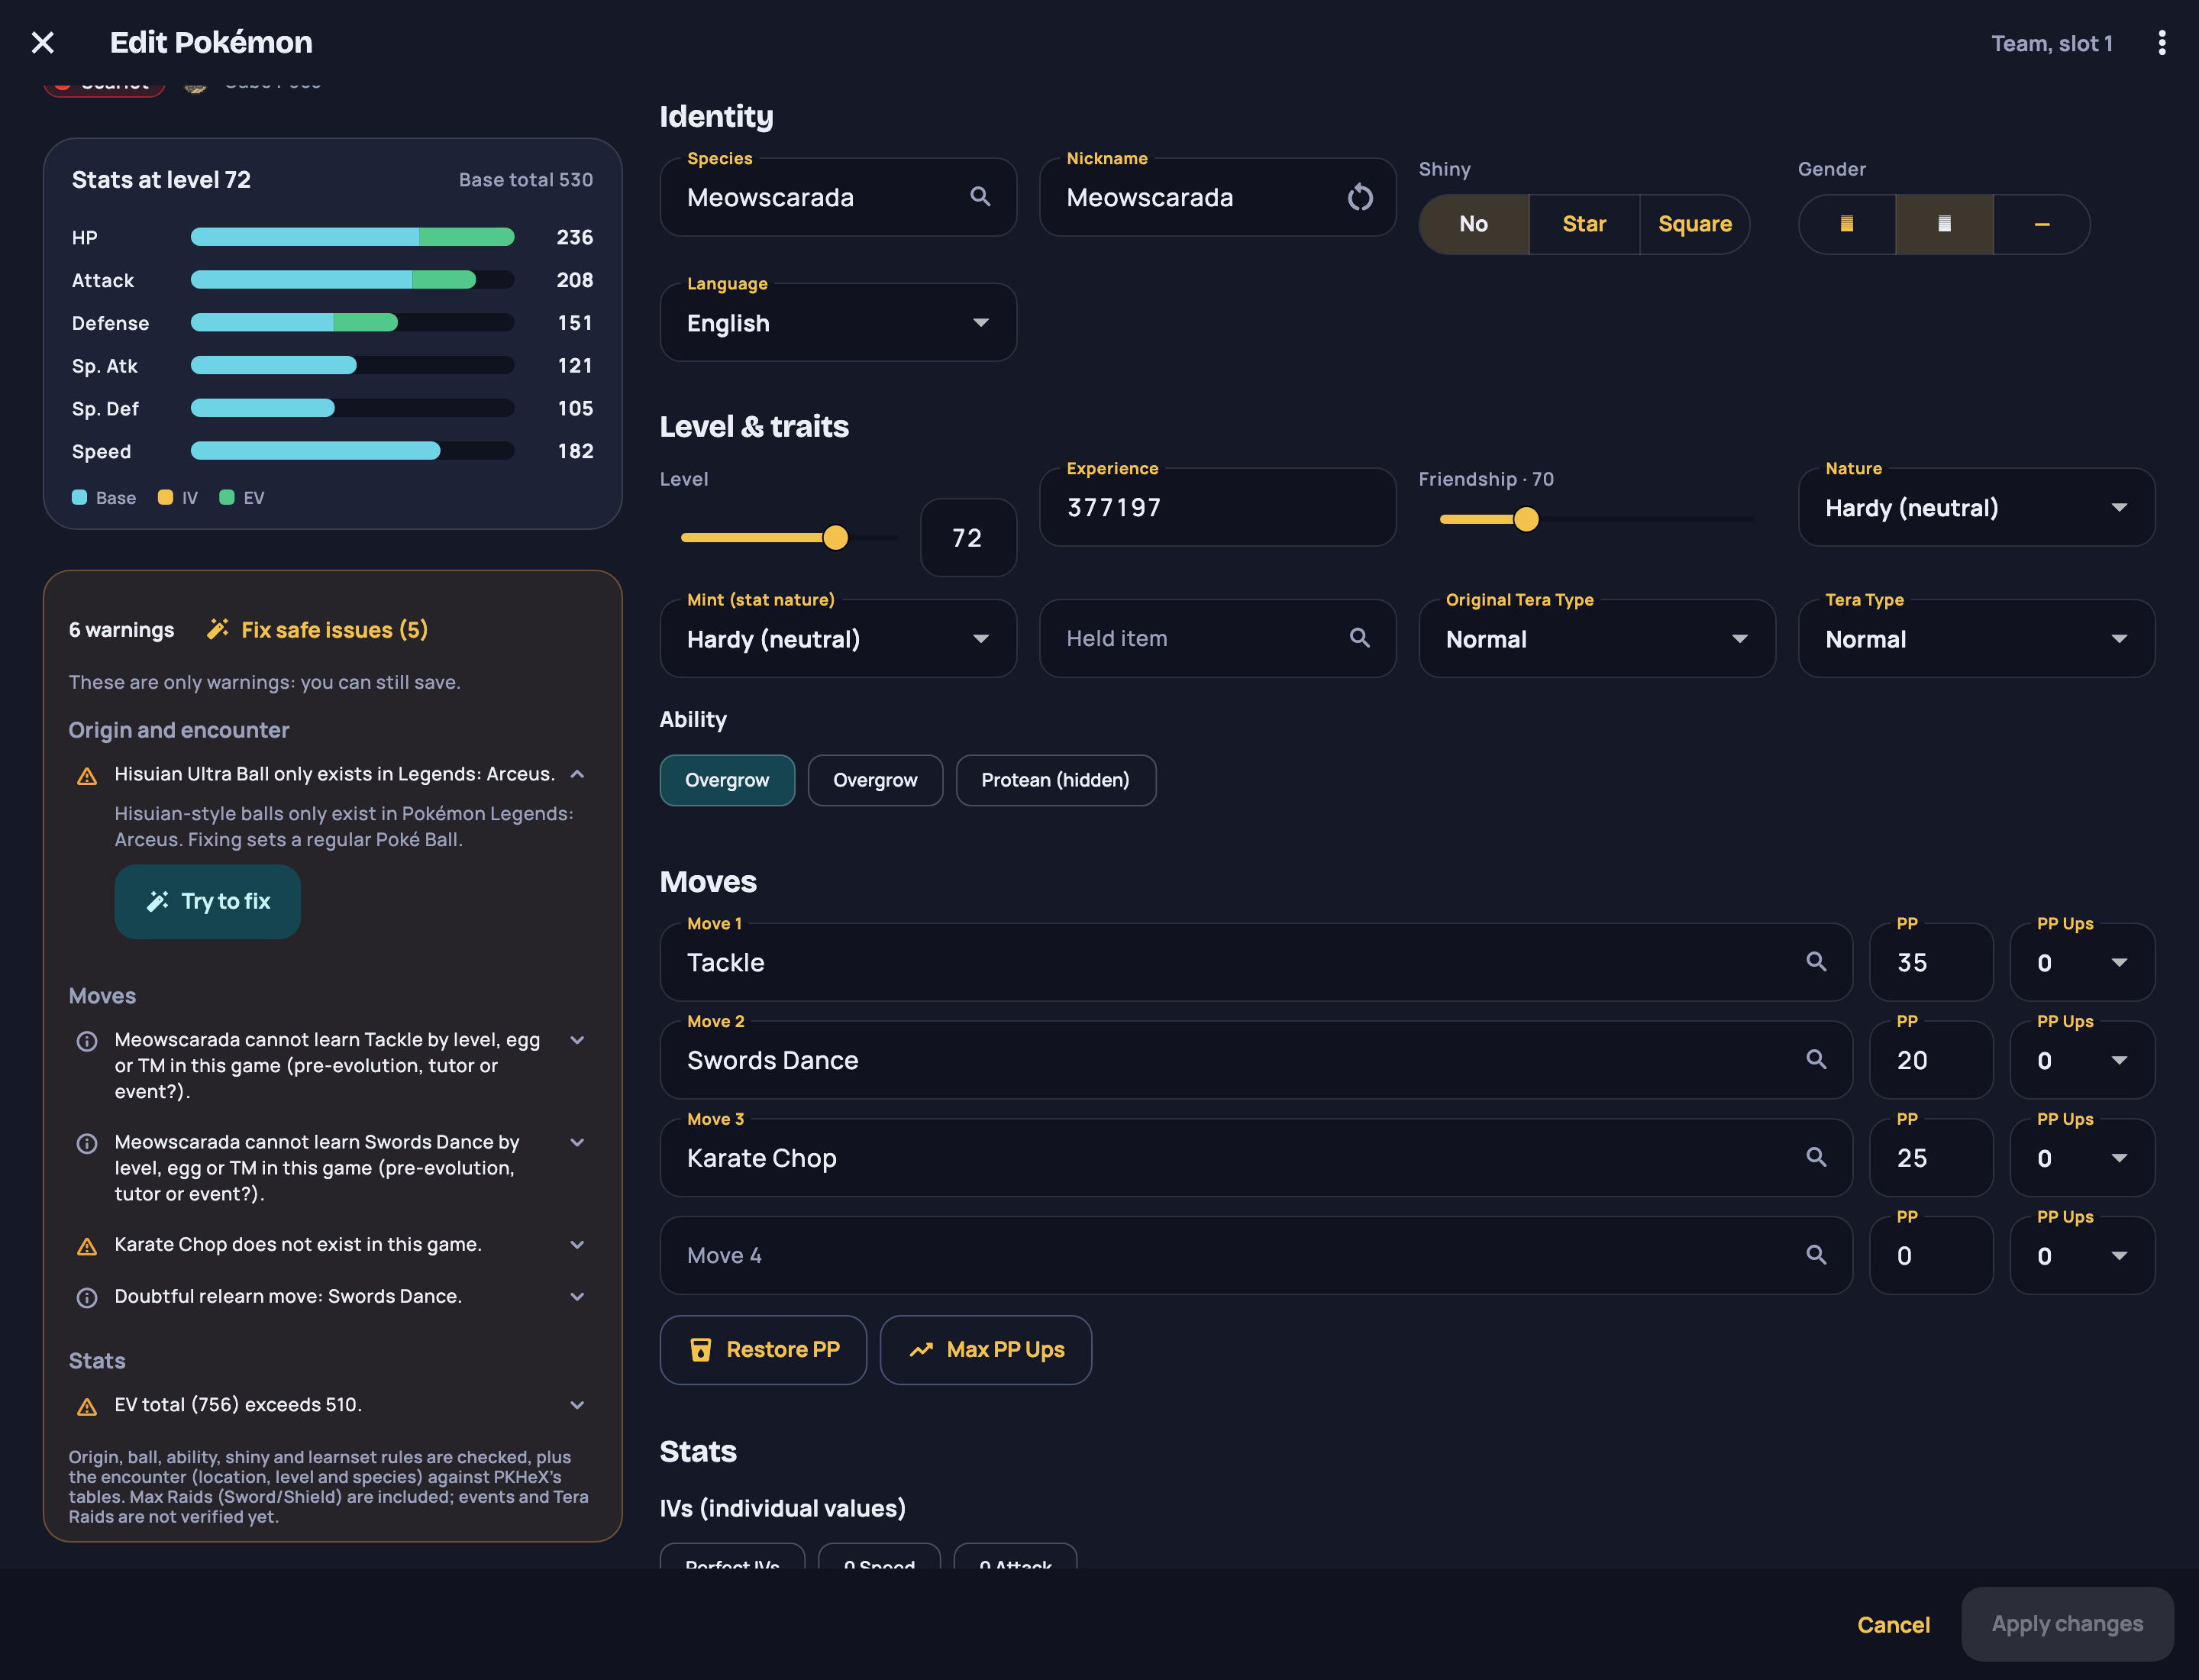 Edit Pokémon
Team, slot 1
Stats at level 72
Base total 530
HP 236
Attack 208
Defense 151
Sp. Atk 121
Sp. Def 105
Speed 182
Base IV EV
6 warnings
Fix safe issues (5)
These are only warnings: you can still save.
Origin and encounter
Hisuian Ultra Ball only exists in Legends: Arceus.
Hisuian-style balls only exist in Pokémon Legends:
Arceus. Fixing sets a regular Poké Ball.
Try to fix
Moves
Meowscarada cannot learn Tackle by level, egg
or TM in this game (pre-evolution, tutor or
event?).
Meowscarada cannot learn Swords Dance by
level, egg or TM in this game (pre-evolution,
tutor or event?).
Karate Chop does not exist in this game.
Doubtful relearn move: Swords Dance.
Stats
EV total (756) exceeds 510.
Origin, ball, ability, shiny and learnset rules are checked, plus
the encounter (location, level and species) against PKHeX's
tables. Max Raids (Sword/Shield) are included; events and Tera
Raids are not verified yet.
Identity
Species
Meowscarada
Nickname
Meowscarada
Shiny
No Star Square
Gender
–
Language
English
Level & traits
Level
72
Experience
377197
Friendship · 70
Nature
Hardy (neutral)
Mint (stat nature)
Hardy (neutral)
Held item
Original Tera Type
Normal
Tera Type
Normal
Ability
Overgrow
Overgrow
Protean (hidden)
Moves
Move 1
Tackle
PP
35
PP Ups
0
Move 2
Swords Dance
PP
20
PP Ups
0
Move 3
Karate Chop
PP
25
PP Ups
0
Move 4
PP
0
PP Ups
0
Restore PP
Max PP Ups
Stats
IVs (individual values)
Perfect IVs
0 Speed
0 Attack
Cancel
Apply changes